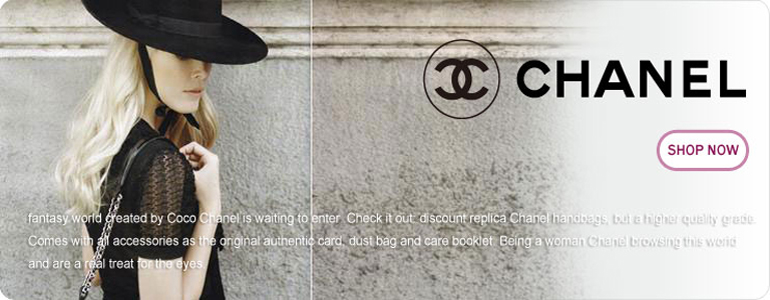 CHANEL
SHOP NOW
fantasy world created by Coco Chanel is waiting to enter. Check it out, discount replica Chanel handbags, but a higher quality grade.
Comes with all accessories as the original authentic card, dust bag and care booklet. Being a woman Chanel browsing this world
and are a real treat for the eyes.